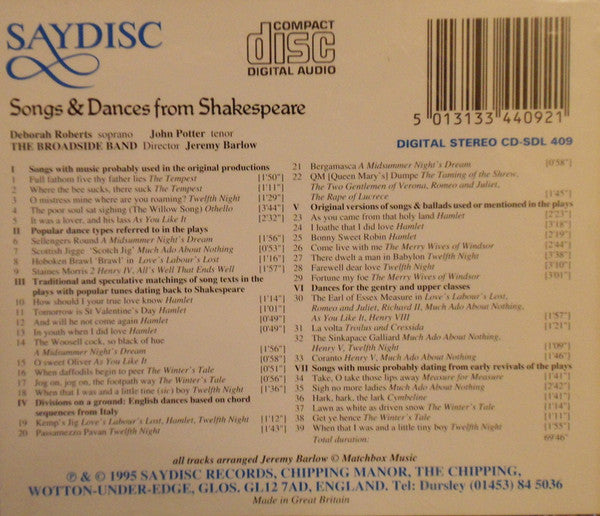 SAYDISC
COMPACT
disc
DIGITAL AUDIO
5 013133 440921
Songs & Dances from Shakespeare
Deborah Roberts soprano John Potter tenor
THE BROADSIDE BAND Director Jeremy Barlow
DIGITAL STEREO CD-SDL 409
I Songs with music probably used in the original productions
1 Full fathom five thy father lies The Tempest [1'50"]
2 Where the bee sucks, there suck The Tempest [1'11"]
3 O mistress mine where are you roaming? Twelfth Night [1'29"]
4 The poor soul sat sighing (The Willow Song) Othello [3'44"]
5 It was a lover, and his lass As You Like It [2'32"]
II Popular dance types referred to in the plays
6 Sellengers Round A Midsummer Night's Dream [1'56"]
7 Scottish Jigge 'Scotch Jig' Much Ado About Nothing [0'53"]
8 Hoboken Brawl 'Brawl' in Love's Labour's Lost [1'16"]
9 Staines Morris 2 Henry IV, All's Well That Ends Well [1'57"]
III Traditional and speculative matchings of song texts in the
plays with popular tunes dating back to Shakespeare
10 How should I your true love know Hamlet [1'14"]
11 Tomorrow is St Valentine's Day Hamlet [1'01"]
12 And will he not come again Hamlet [0'49"]
13 In youth when I did love Hamlet [0'49"]
14 The Woosell cock, so black of hue
A Midsummer Night's Dream [1'56"]
15 O sweet Oliver As You Like It [0'58"]
16 When daffodils begin to peer The Winter's Tale [0'51"]
17 Jog on, jog on, the footpath way The Winter's Tale [0'56"]
18 When that I was and a little tine (sic) boy Twelfth Night [1'36"]
IV Divisions on a ground: English dances based on chord
sequences from Italy
19 Kemp's Jig Love's Labour's Lost, Hamlet, Twelfth Night [1'12"]
20 Passamezzo Pavan Twelfth Night [1'43"]
21 Bergamasca A Midsummer Night's Dream [0'58"]
22 QM [Queen Mary's] Dumpe The Taming of the Shrew,
The Two Gentlemen of Verona, Romeo and Juliet,
The Rape of Lucrece [1'45"]
V Original versions of songs & ballads used or mentioned in the plays
23 As you came from that holy land Hamlet [2'23"]
24 I loathe that I did love Hamlet [3'18"]
25 Bonny Sweet Robin Hamlet [2'19"]
26 Come live with me The Merry Wives of Windsor [2'44"]
27 There dwelt a man in Babylon Twelfth Night [3'38"]
28 Farewell dear love Twelfth Night [3'10"]
29 Fortune my foe The Merry Wives of Windsor [3'01"]
VI Dances for the gentry and upper classes
30 The Earl of Essex Measure in Love's Labour's Lost,
Romeo and Juliet, Richard II, Much Ado About Nothing,
As You Like It, Henry VIII [1'57"]
31 La volta Troilus and Cressida [1'21"]
32 The Sinkapace Galliard Much Ado About Nothing,
Henry V, Twelfth Night [1'09"]
33 Coranto Henry V, Much Ado About Nothing [1'46"]
VII Songs with music probably dating from early revivals of the plays
34 Take, O take those lips away Measure for Measure [1'41"]
35 Sigh no more ladies Much Ado About Nothing [2'42"]
36 Hark, hark, the lark Cymbeline [1'41"]
37 Lawn as white as driven snow The Winter's Tale [1'14"]
38 Get ye hence The Winter's Tale [1'11"]
39 When that I was and a little tiny boy Twelfth Night [1'55"]
Total duration: 69'46"
all tracks arranged Jeremy Barlow © Matchbox Music
℗ & © 1995 SAYDISC RECORDS, CHIPPING MANOR, THE CHIPPING,
WOTTON-UNDER-EDGE, GLOS. GL12 7AD, ENGLAND. Tel: Dursley (01453) 84 5036
Made in Great Britain